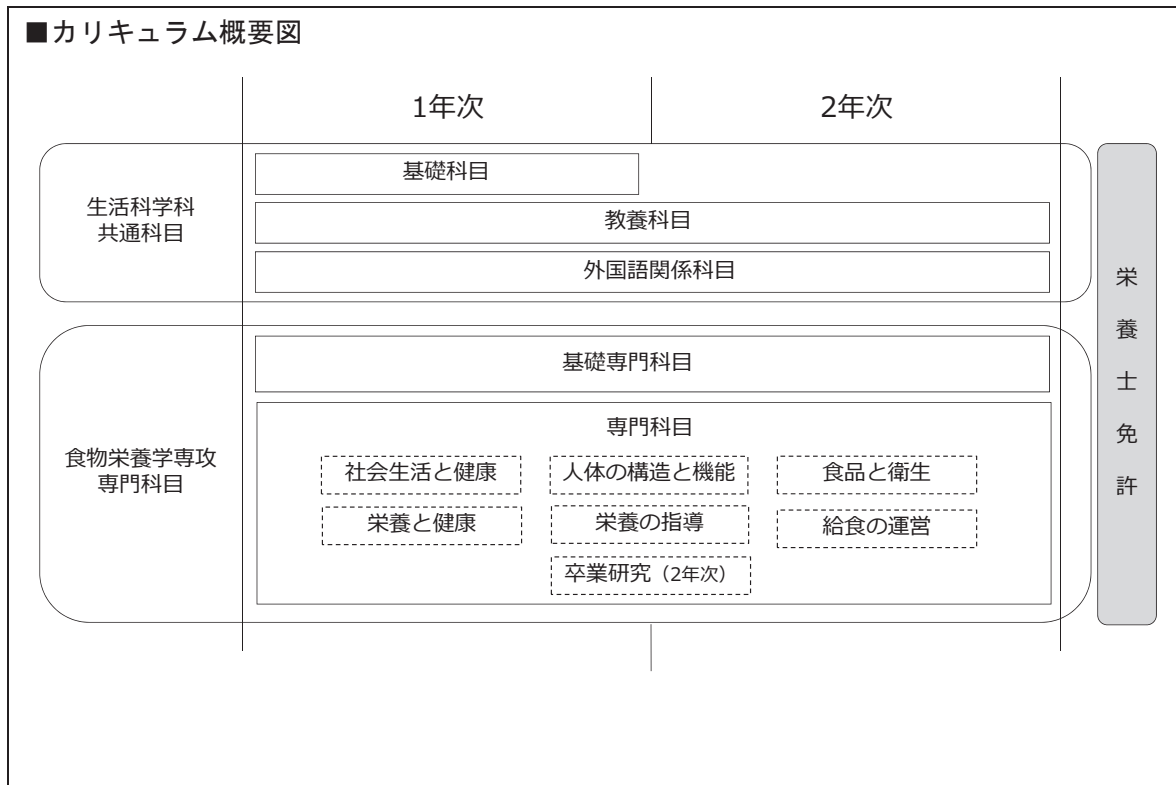 ■カリキュラム概要図
1年次
2年次
生活科学科
共通科目
基礎科目
教養科目
外国語関係科目
食物栄養学専攻
専門科目
基礎専門科目
専門科目
社会生活と健康
人体の構造と機能
食品と衛生
栄養と健康
栄養の指導
給食の運営
卒業研究（2年次）
栄養士免許